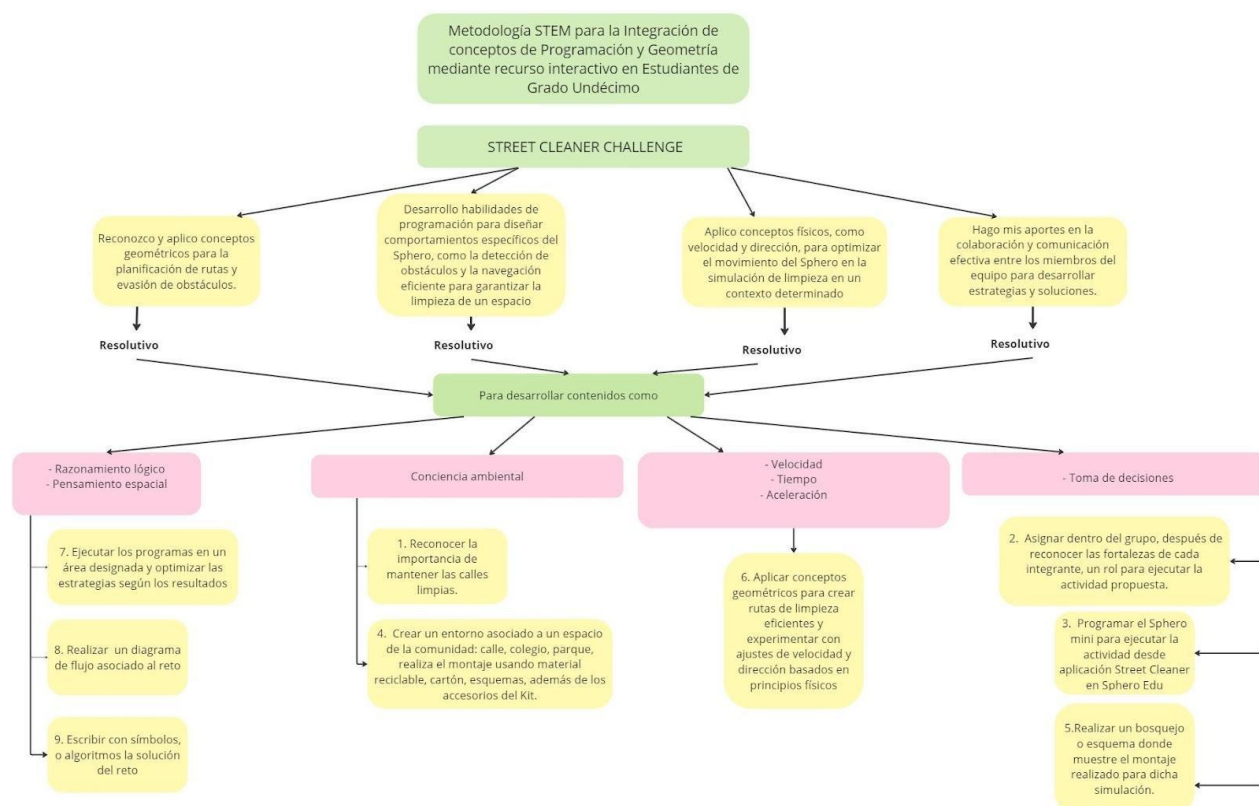 Metodología STEM para la Integración de
conceptos de Programación y Geometría
mediante recurso interactivo en Estudiantes de
Grado Undécimo
STREET CLEANER CHALLENGE
Reconozco y aplico conceptos
geométricos para la
planificación de rutas y
evasión de obstáculos.
Desarrollo habilidades de
programación para diseñar
comportamientos específicos del
Sphero, como la detección de
obstáculos y la navegación
eficiente para garantizar la
limpieza de un espacio
Aplico conceptos físicos, como
velocidad y dirección, para optimizar
el movimiento del Sphero en la
simulación de limpieza en un
contexto determinado
Hago mis aportes en la
colaboración y comunicación
efectiva entre los miembros del
equipo para desarrollar
estrategias y soluciones.
Resolutivo
Resolutivo
Resolutivo
Resolutivo
Para desarrollar contenidos como
- Razonamiento lógico
- Pensamiento espacial
Conciencia ambiental
- Velocidad
- Tiempo
- Aceleración
- Toma de decisiones
7. Ejecutar los programas en un
área designada y optimizar las
estrategias según los resultados
8. Realizar un diagrama
de flujo asociado al reto
9. Escribir con símbolos,
o algoritmos la solución
del reto
1. Reconocer la
importancia de
mantener las calles
limpias.
4. Crear un entorno asociado a un espacio
de la comunidad: calle, colegio, parque,
realiza el montaje usando material
reciclable, cartón, esquemas, además de los
accesorios del Kit.
6. Aplicar conceptos
geométricos para crear
rutas de limpieza
eficientes y
experimentar con
ajustes de velocidad y
dirección basados en
principios físicos
2. Asignar dentro del grupo, después de
reconocer las fortalezas de cada
integrante, un rol para ejecutar la
actividad propuesta.
3. Programar el Sphero
mini para ejecutar la
actividad desde
aplicación Street Cleaner
en Sphero Edu
5.Realizar un bosquejo
o esquema donde
muestre el montaje
realizado para dicha
simulación.